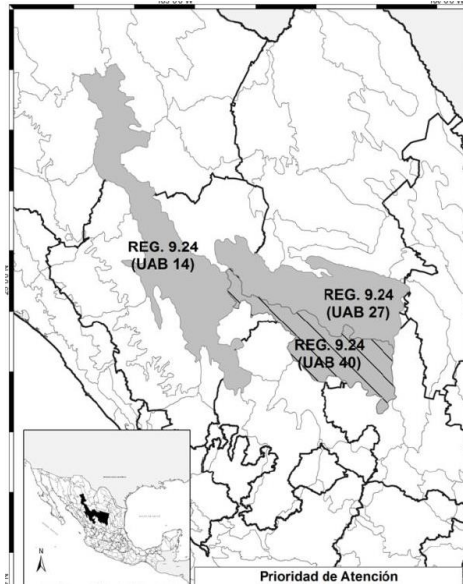 REG. 9.24
(UAB 14)
REG. 9.24
(UAB 27)
REG. 9.24
(UAB 40)
N
Prioridad de Atención